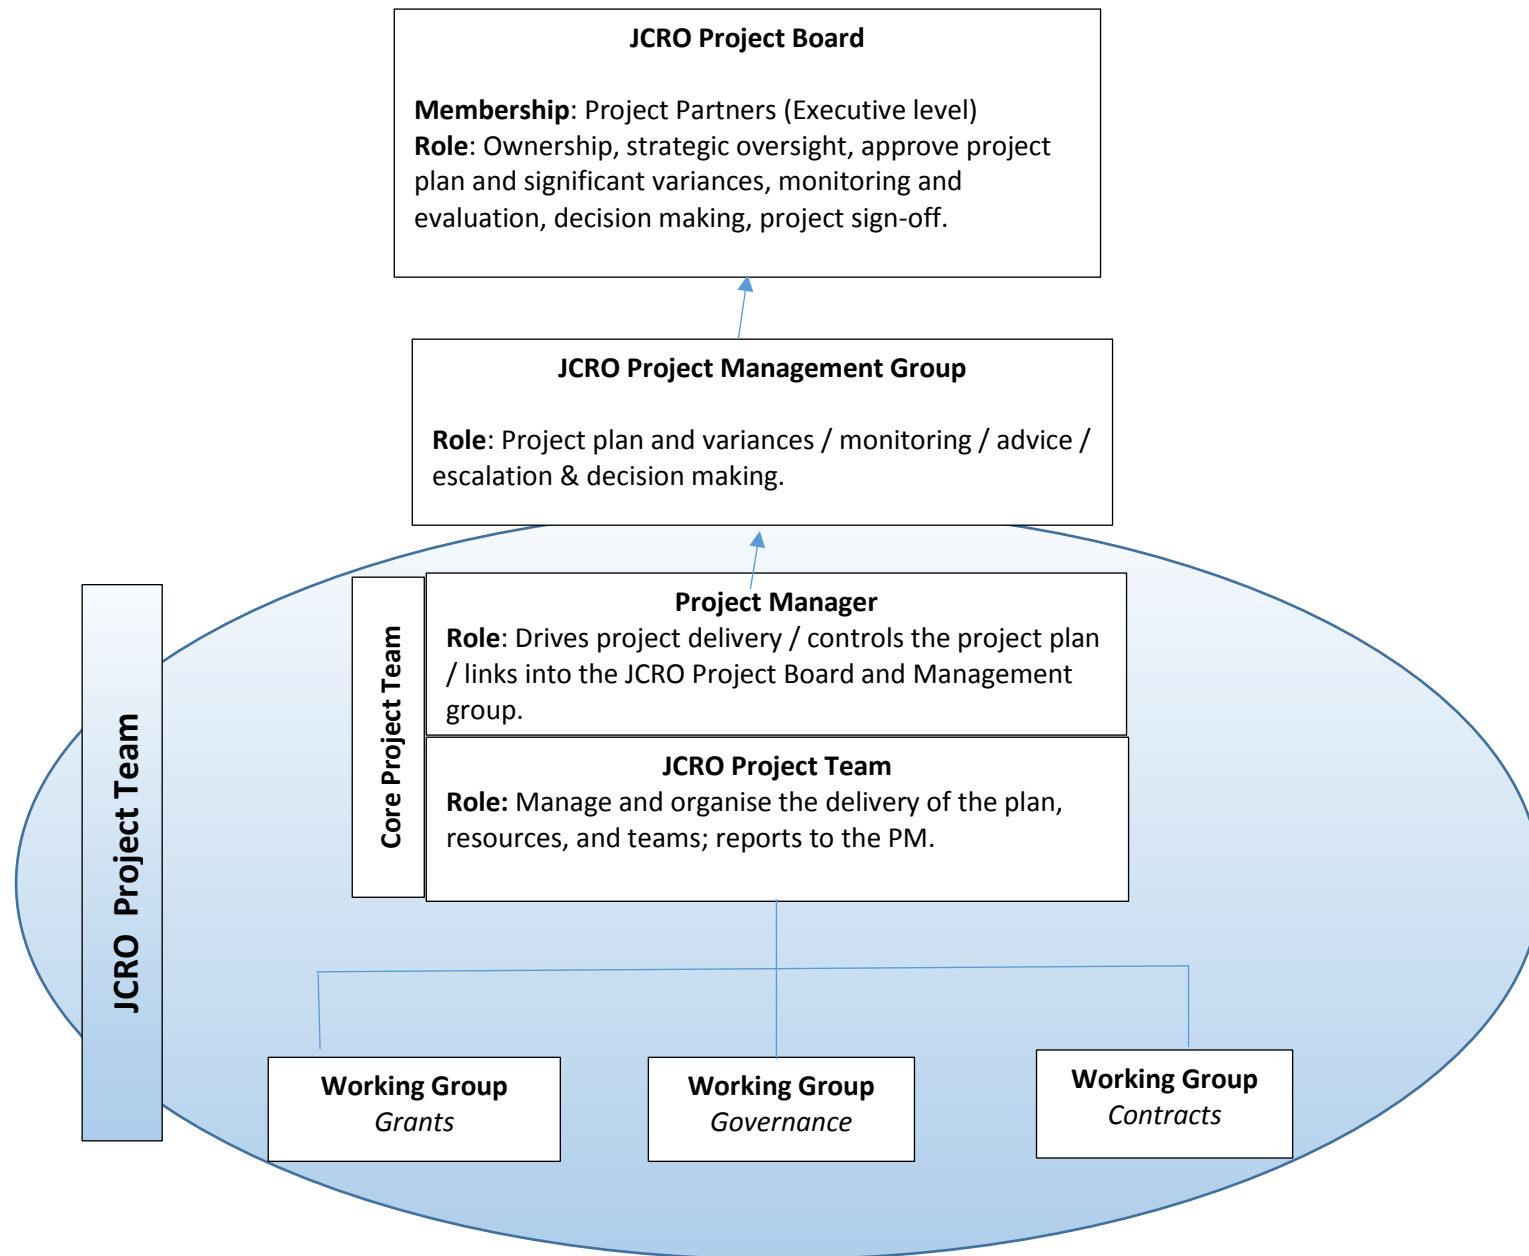 JCRO Project Board
Membership: Project Partners (Executive level)
Role: Ownership, strategic oversight, approve project
plan and significant variances, monitoring and
evaluation, decision making, project sign-off.
JCRO Project Management Group
Role: Project plan and variances / monitoring / advice /
escalation & decision making.
JCRO Project Team
Core Project Team
Project Manager
Role: Drives project delivery / controls the project plan
/ links into the JCRO Project Board and Management
group.
JCRO Project Team
Role: Manage and organise the delivery of the plan,
resources, and teams; reports to the PM.
Working Group
Grants
Working Group
Governance
Working Group
Contracts